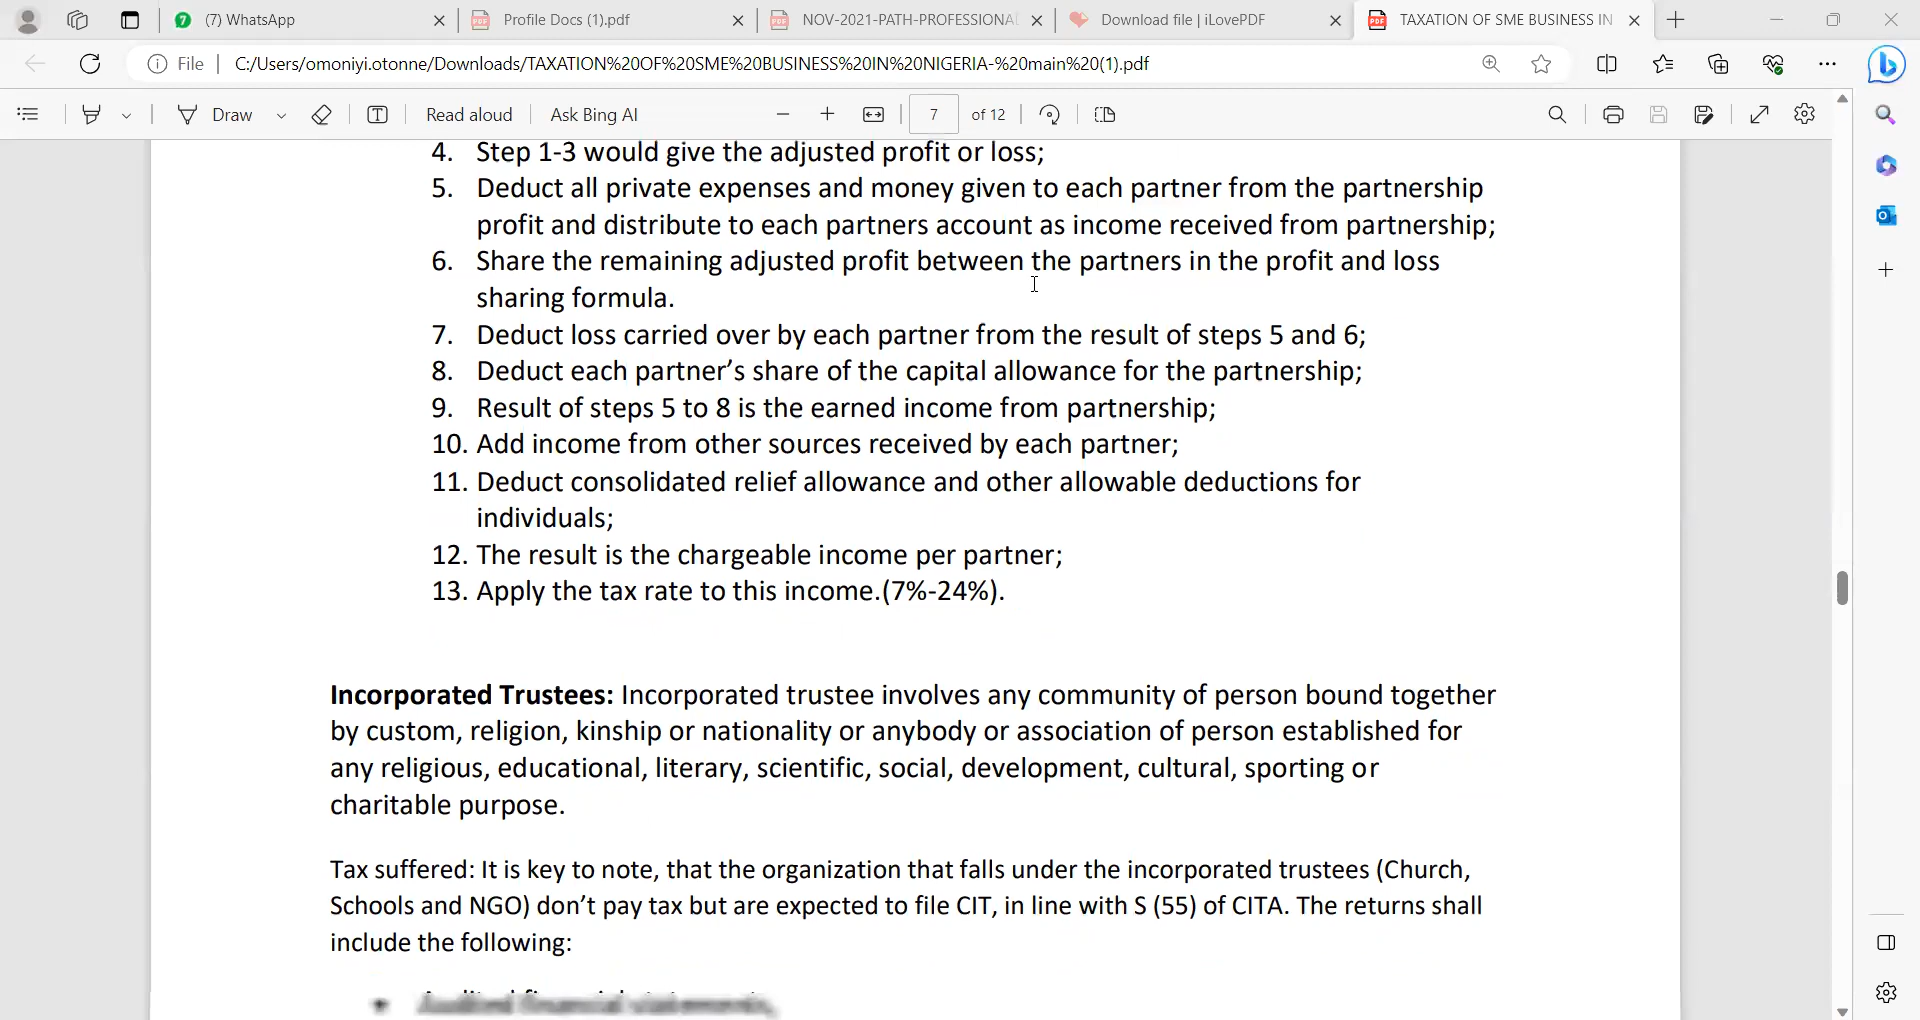 (7) WhatsApp
Profile Docs (1).pdf
NOV-2021-PATH-PROFESSIONAL
Download file | iLovePDF
TAXATION OF SME BUSINESS IN
File
C:/Users/omoniyi.otonne/Downloads/TAXATION%20OF%20SME%20BUSINESS%20IN%20NIGERIA-%20main%20(1).pdf
Draw
Read aloud
Ask Bing AI
7 of 12
4. Step 1-3 would give the adjusted profit or loss;
5. Deduct all private expenses and money given to each partner from the partnership
profit and distribute to each partners account as income received from partnership;
6. Share the remaining adjusted profit between the partners in the profit and loss
sharing formula.
7. Deduct loss carried over by each partner from the result of steps 5 and 6;
8. Deduct each partner’s share of the capital allowance for the partnership;
9. Result of steps 5 to 8 is the earned income from partnership;
10. Add income from other sources received by each partner;
11. Deduct consolidated relief allowance and other allowable deductions for
individuals;
12. The result is the chargeable income per partner;
13. Apply the tax rate to this income.(7%-24%).
Incorporated Trustees: Incorporated trustee involves any community of person bound together
by custom, religion, kinship or nationality or anybody or association of person established for
any religious, educational, literary, scientific, social, development, cultural, sporting or
charitable purpose.
Tax suffered: It is key to note, that the organization that falls under the incorporated trustees (Church,
Schools and NGO) don’t pay tax but are expected to file CIT, in line with S (55) of CITA. The returns shall
include the following: